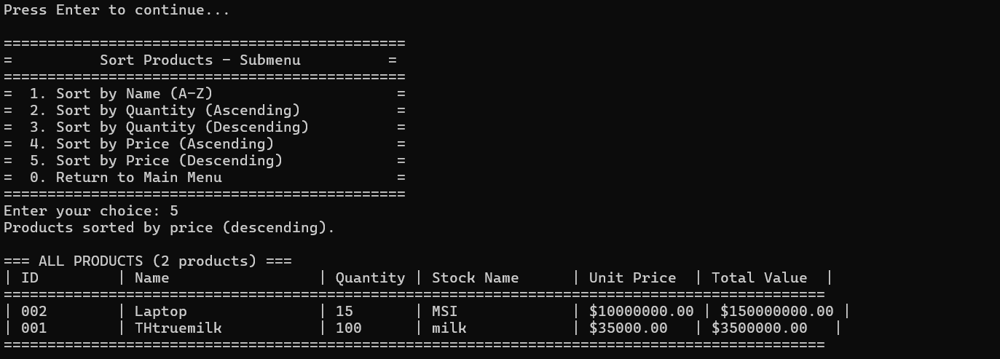 Press Enter to continue...
==============================================
=          Sort Products - Submenu          =
==============================================
=  1. Sort by Name (A-Z)                     =
=  2. Sort by Quantity (Ascending)           =
=  3. Sort by Quantity (Descending)          =
=  4. Sort by Price (Ascending)              =
=  5. Sort by Price (Descending)             =
=  0. Return to Main Menu                    =
==============================================
Enter your choice: 5
Products sorted by price (descending).
=== ALL PRODUCTS (2 products) ===
| ID         | Name                 | Quantity | Stock Name      | Unit Price  | Total Value  |
==============================================================================================
| 002        | Laptop               | 15       | MSI             | $10000000.00 | $150000000.00 |
| 001        | THtruemilk           | 100      | milk            | $35000.00   | $3500000.00   |
==============================================================================================